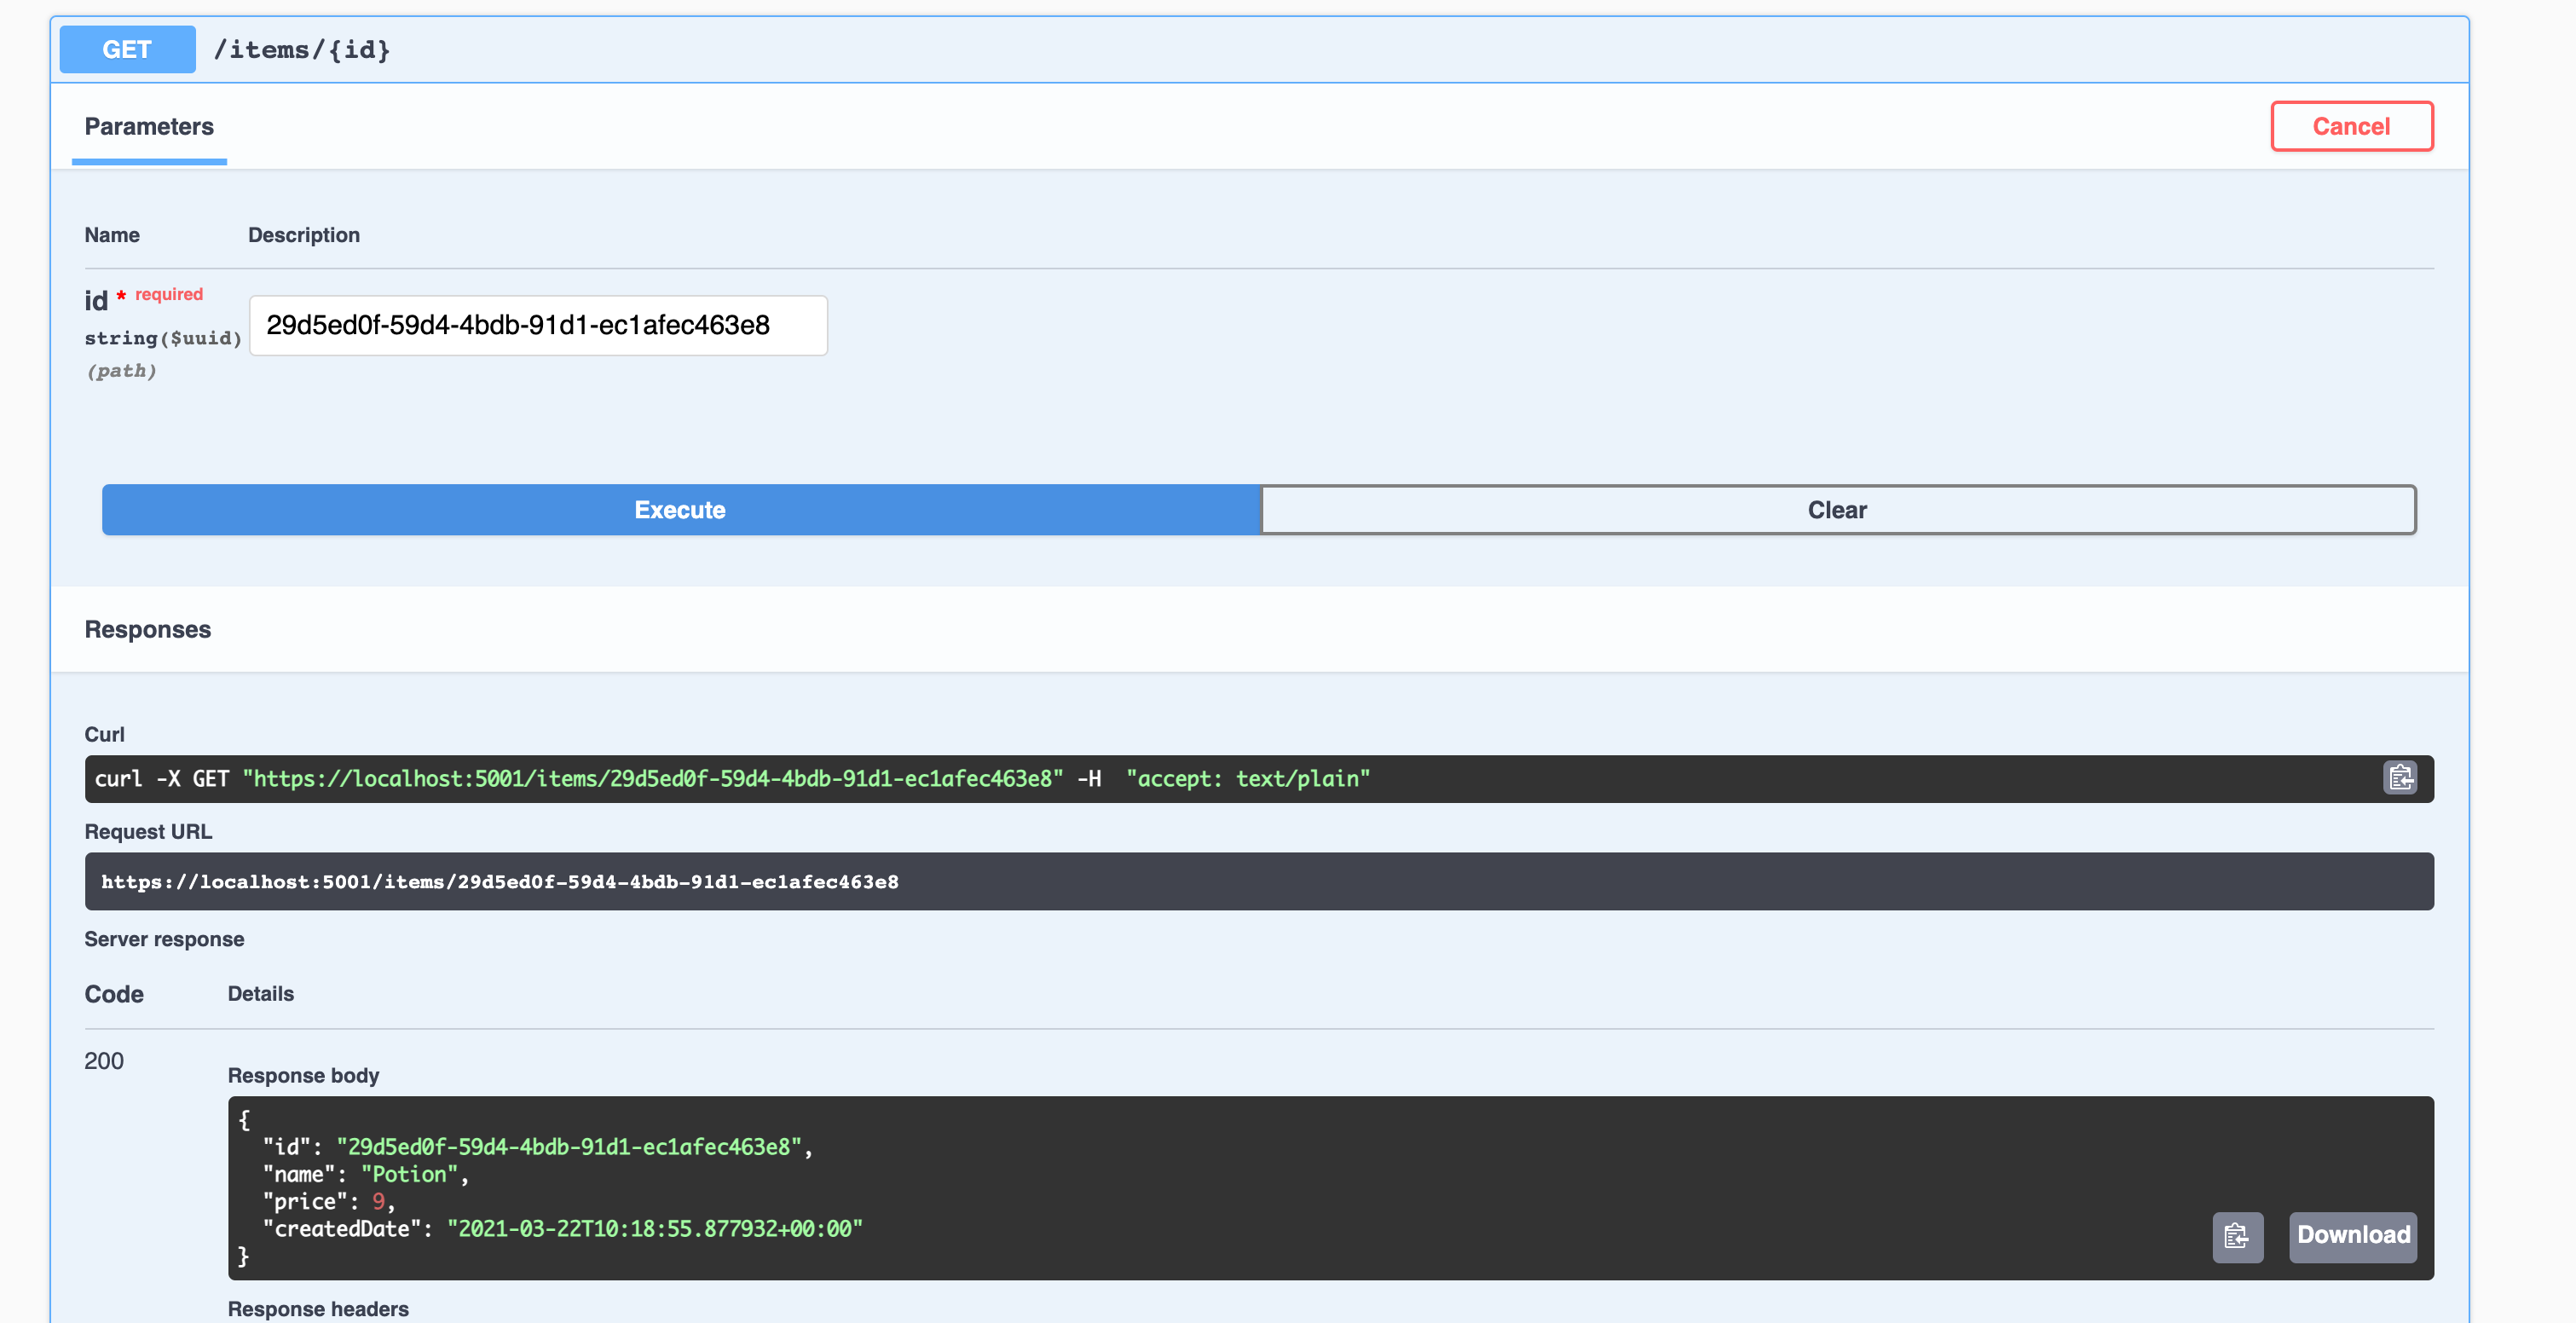 GET /items/{id}
Parameters
Cancel
Name Description
id * required
string($uuid)
(path)
29d5ed0f-59d4-4bdb-91d1-ec1afec463e8
Execute Clear
Responses
Curl
curl -X GET "https://localhost:5001/items/29d5ed0f-59d4-4bdb-91d1-ec1afec463e8" -H  "accept: text/plain"
Request URL
https://localhost:5001/items/29d5ed0f-59d4-4bdb-91d1-ec1afec463e8
Server response
Code Details
200
Response body
{
  "id": "29d5ed0f-59d4-4bdb-91d1-ec1afec463e8",
  "name": "Potion",
  "price": 9,
  "createdDate": "2021-03-22T10:18:55.877932+00:00"
}
Download
Response headers